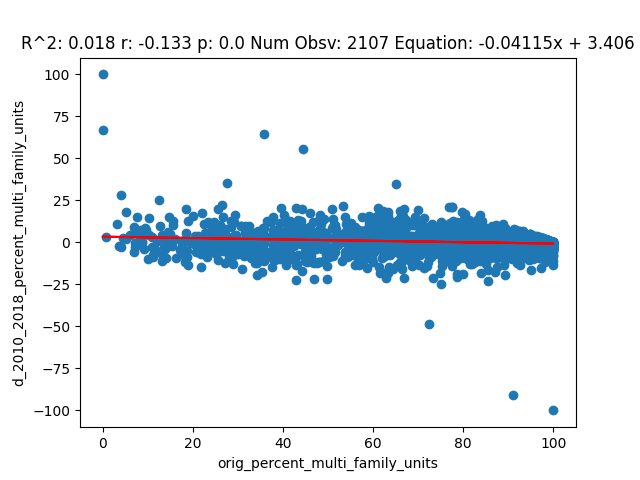 R^2: 0.018 r: -0.133 p: 0.0 Num Obsv: 2107 Equation: -0.04115x + 3.406
100
75
50
25
0
−25
−50
−75
−100
d_2010_2018_percent_multi_family_units
0 20 40 60 80 100
orig_percent_multi_family_units